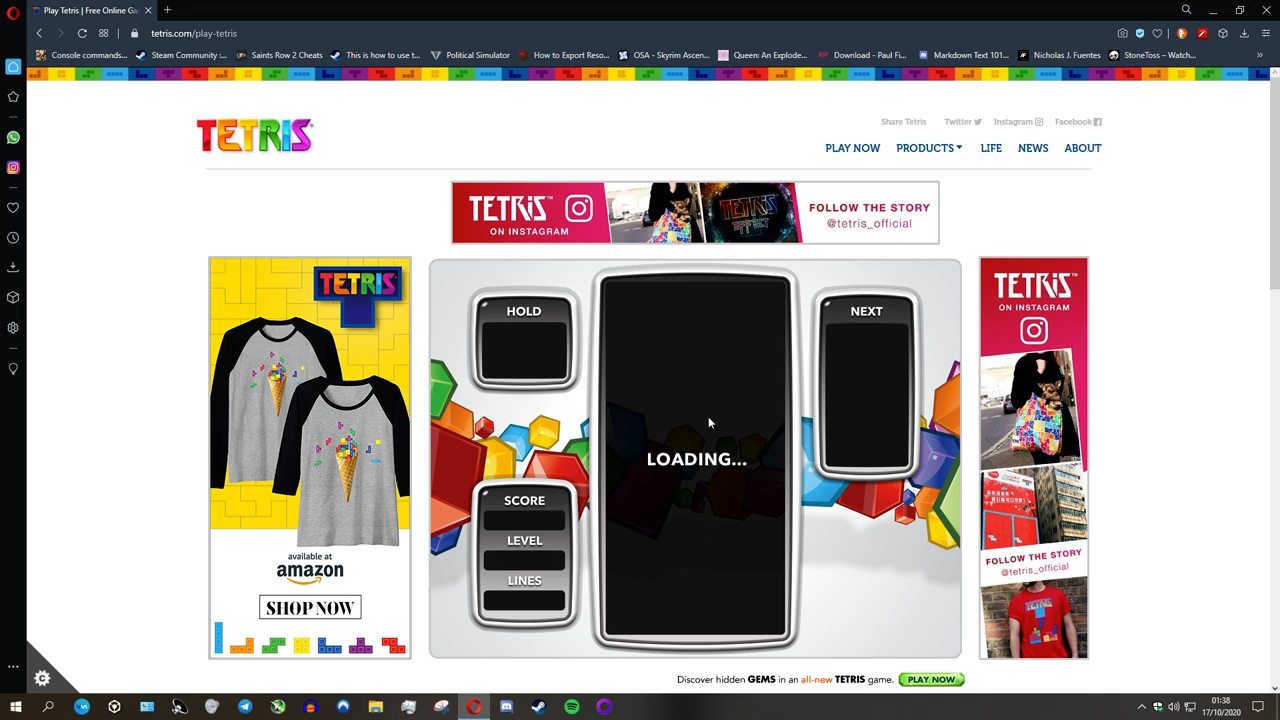 Play Tetris | Free Online Ga
tetris.com/play-tetris
Console commands...
Steam Community :...
Saints Row 2 Cheats
This is how to use t...
Political Simulator
How to Export Reso...
OSA - Skyrim Ascen...
Queen: An Explode...
Download - Paul Fi...
Markdown Text 101...
Nicholas J. Fuentes
StoneToss – Watch...
TETRIS
Share Tetris
Twitter
Instagram
Facebook
PLAY NOW
PRODUCTS
LIFE
NEWS
ABOUT
TETRIS™
ON INSTAGRAM
TETRIS
EFFECT
FOLLOW THE STORY
@tetris_official
TETRIS
available at
amazon
SHOP NOW
HOLD
NEXT
LOADING...
SCORE
LEVEL
LINES
TETRIS™
ON INSTAGRAM
FOLLOW THE STORY
@tetris_official
TETRIS
Discover hidden GEMS in an all-new TETRIS game.
PLAY NOW
01:38
17/10/2020